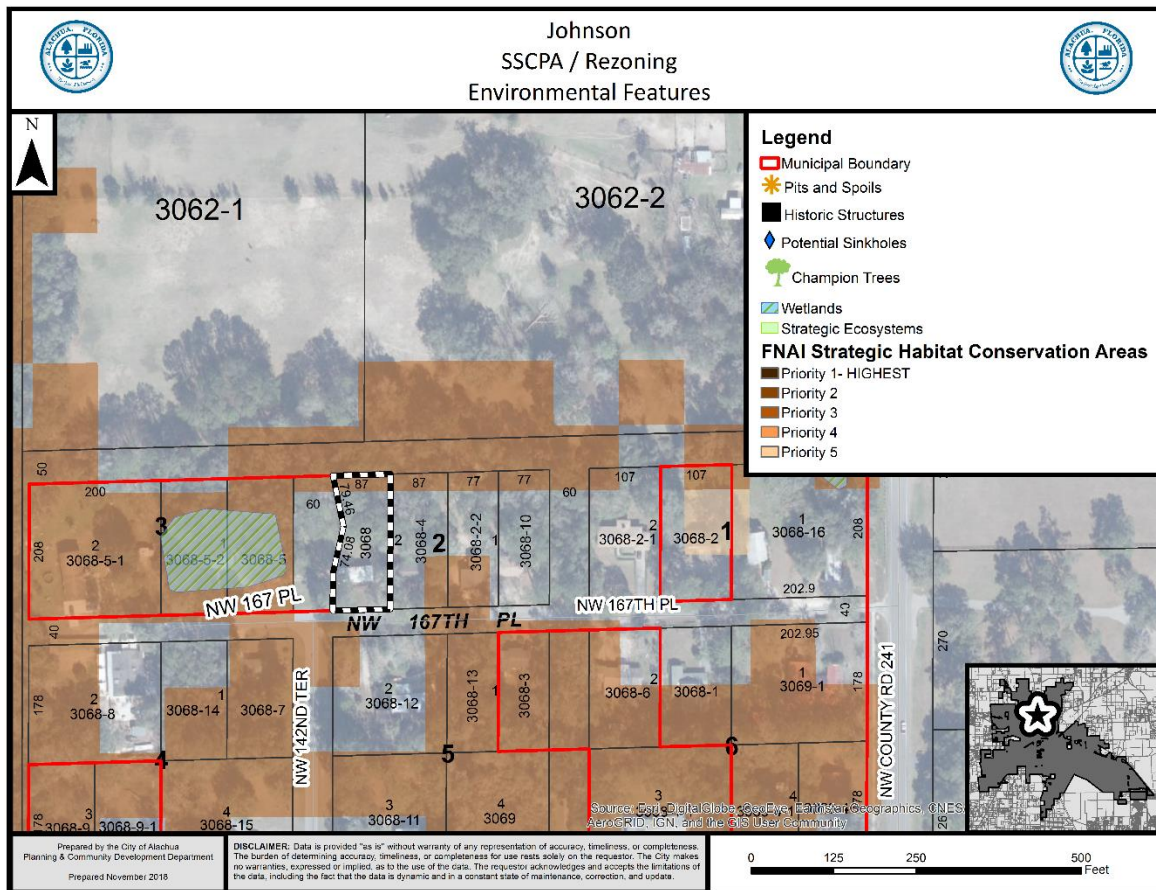 Johnson
SSCPA / Rezoning
Environmental Features
ALACHUA, FLORIDA
ALACHUA, FLORIDA
N
Legend
Municipal Boundary
Pits and Spoils
Historic Structures
Potential Sinkholes
Champion Trees
Wetlands
Strategic Ecosystems
FNAI Strategic Habitat Conservation Areas
Priority 1- HIGHEST
Priority 2
Priority 3
Priority 4
Priority 5
3062-1
3062-2
50
200
60
87
87
77
77
60
107
107
79.46
74.08
208
3
2
3068-5-1
1
3068-5-2
3068-5
3068
2
3068-4
2
3068-2-2
1
3068-10
2
3068-2-1
3068-2
1
1
3068-16
208
202.9
NW 167 PL
NW 167TH PL
NW 167TH PL
40
40
202.95
270
178
2
3068-8
1
3068-14
3068-7
NW 142ND TER
2
3068-12
3068-13
1
3068-3
2
3068-6
3068-1
1
3069-1
178
NW COUNTY RD 241
4
5
6
178
3
3068-9
3068-9-1
4
3068-15
3
3068-11
4
3069
3
178
Source: Esri, DigitalGlobe, GeoEye, Earthstar Geographics, CNES
AeroGRID, IGN, and the GIS User Community
Prepared by the City of Alachua
Planning & Community Development Department
Prepared November 2018
DISCLAIMER: Data is provided "as is" without warranty of any representation of accuracy, timeliness, or completeness.
The burden of determining accuracy, timeliness, or completeness for use rests solely on the requestor. The City makes
no warranties, expressed or implied, as to the use of the data. The requestor acknowledges and accepts the limitations of
the data, including the fact that the data is dynamic and in a constant state of maintenance, correction, and update.
0 125 250 500
Feet